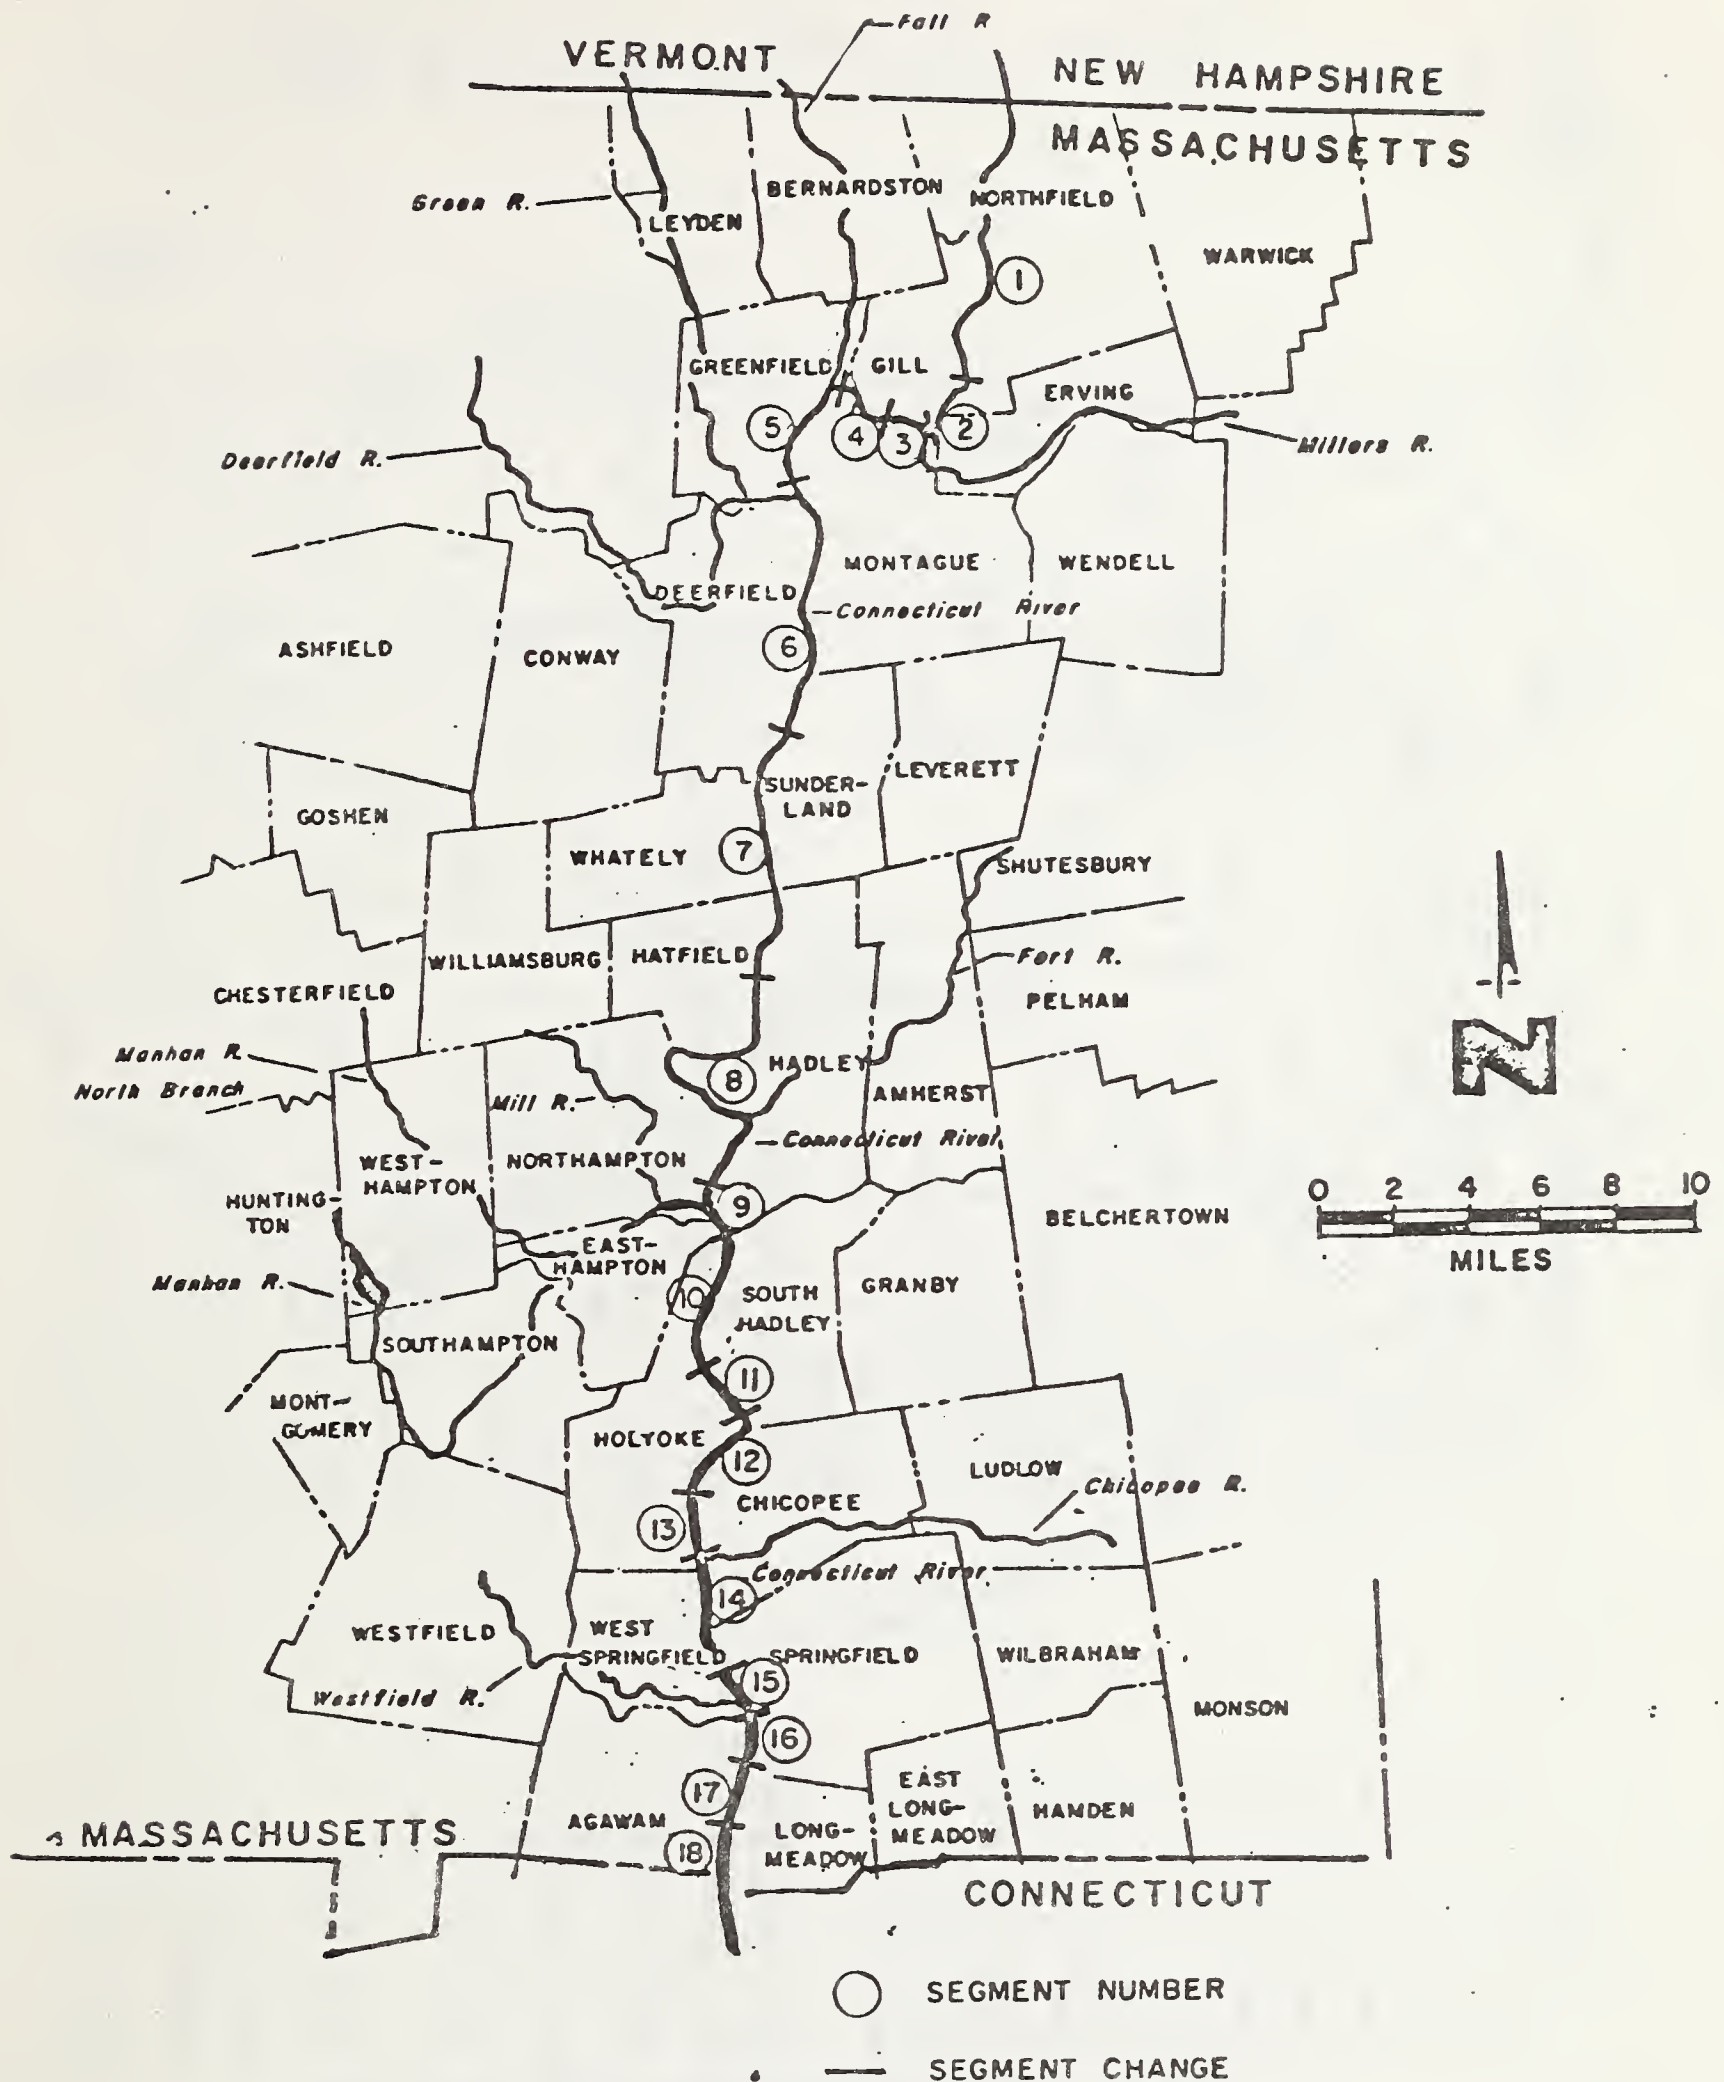 Fall R
VERMONT
NEW HAMPSHIRE
MASSACHUSETTS
BERNARDSTON
NORTHFIELD
Green R.
LEYDEN
WARWICK
1
GREENFIELD
GILL
ERVING
5
4
3
2
Millers R.
Deerfield R.
MONTAGUE
WENDELL
DEERFIELD
Connecticut River
ASHFIELD
CONWAY
6
LEVERETT
SUNDER-
LAND
GOSHEN
WHATELY
7
SHUTESBURY
WILLIAMSBURG
HATFIELD
Fort R.
CHESTERFIELD
PELHAM
Manhan R.
North Branch
HADLEY
8
AMHERST
Mill R.
Connecticut River
N
WEST-
HAMPTON
NORTHAMPTON
HUNTING-
TON
9
BELCHERTOWN
0 2 4 6 8 10
MILES
EAST-
HAMPTON
Manhan R.
10
SOUTH
HADLEY
GRANBY
SOUTHAMPTON
11
MONT-
GOMERY
HOLYOKE
12
LUDLOW
Chicopee R.
CHICOPEE
13
Connecticut River
14
WESTFIELD
WEST
SPRINGFIELD
SPRINGFIELD
WILBRAHAM
15
Westfield R.
MONSON
16
17
EAST
LONG-
MEADOW
HAMDEN
AGAWAM
LONG-
MEADOW
MASSACHUSETTS
18
CONNECTICUT
SEGMENT NUMBER
SEGMENT CHANGE